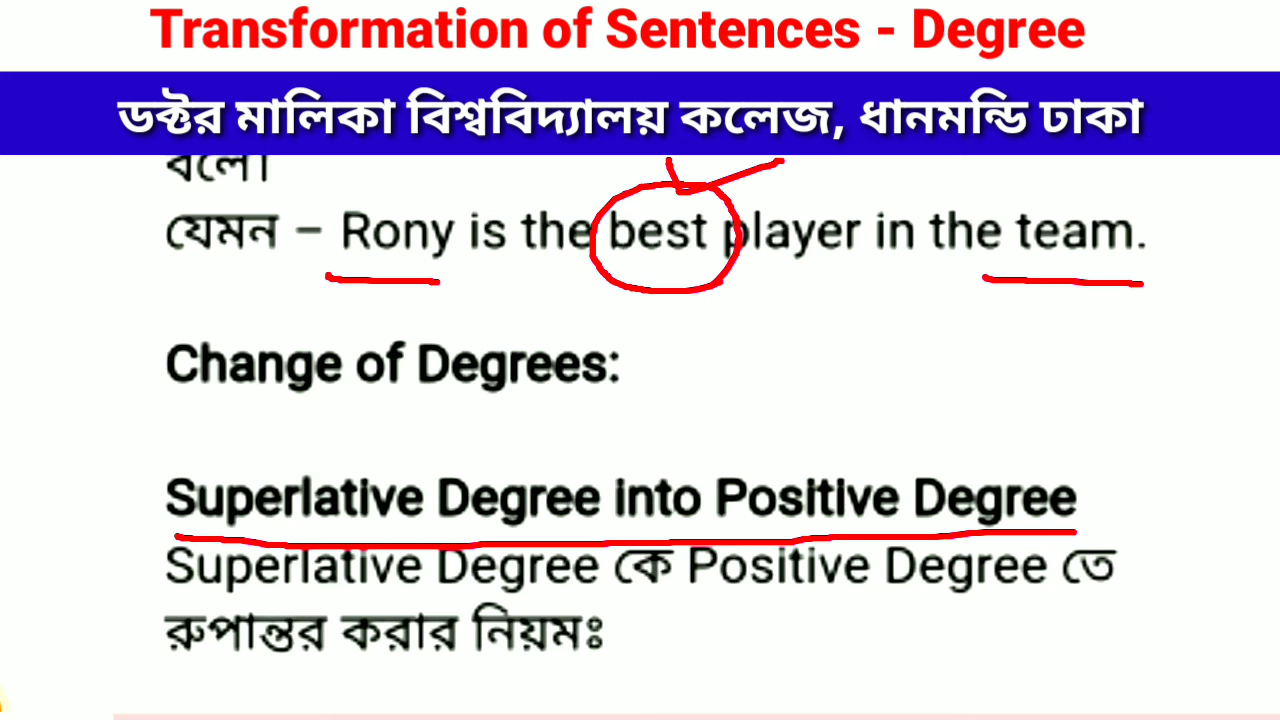 Transformation of Sentences - Degree
ডক্টর মালিকা বিশ্ববিদ্যালয় কলেজ, ধানমন্ডি ঢাকা
বলে।
যেমন – Rony is the best player in the team.
Change of Degrees:
Superlative Degree into Positive Degree
Superlative Degree কে Positive Degree তে
রুপান্তর করার নিয়মঃ